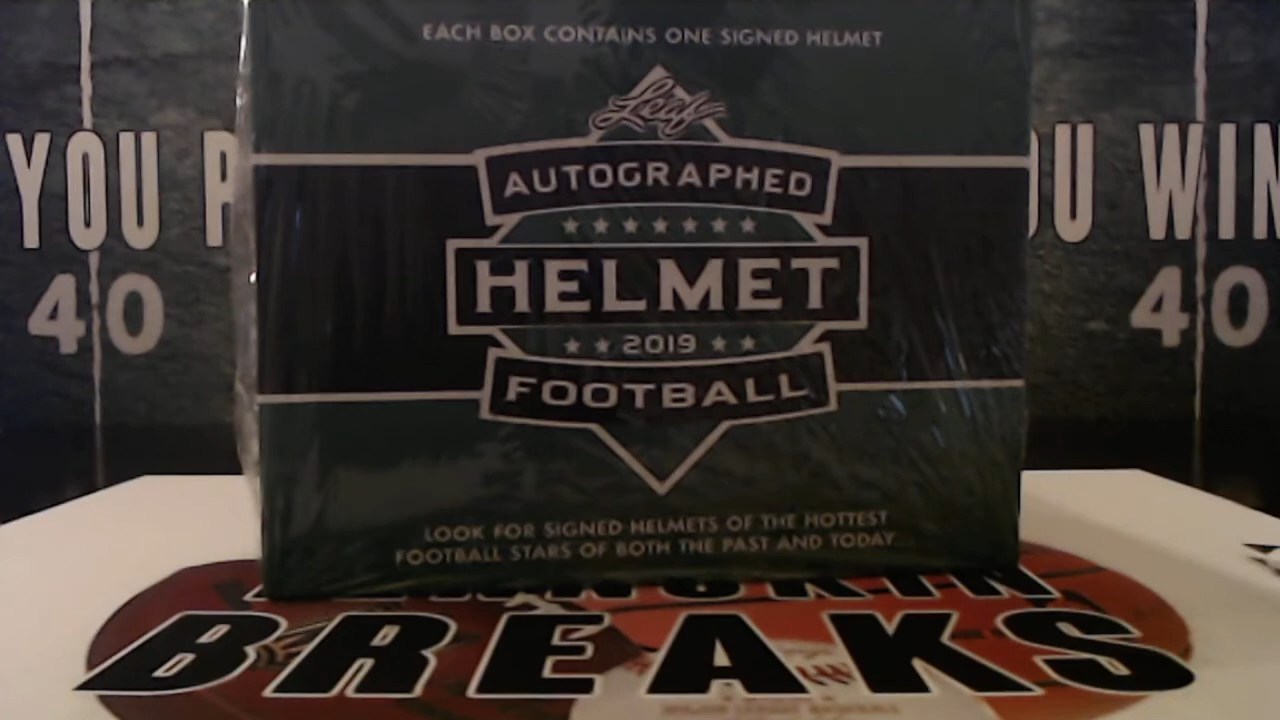 EACH BOX CONTAINS ONE SIGNED HELMET
Leaf
AUTOGRAPHED
HELMET
2019
FOOTBALL
YOU
40
WIN
40
LOOK FOR SIGNED HELMETS OF THE HOTTEST
FOOTBALL STARS OF BOTH THE PAST AND TODAY...
BREAKS